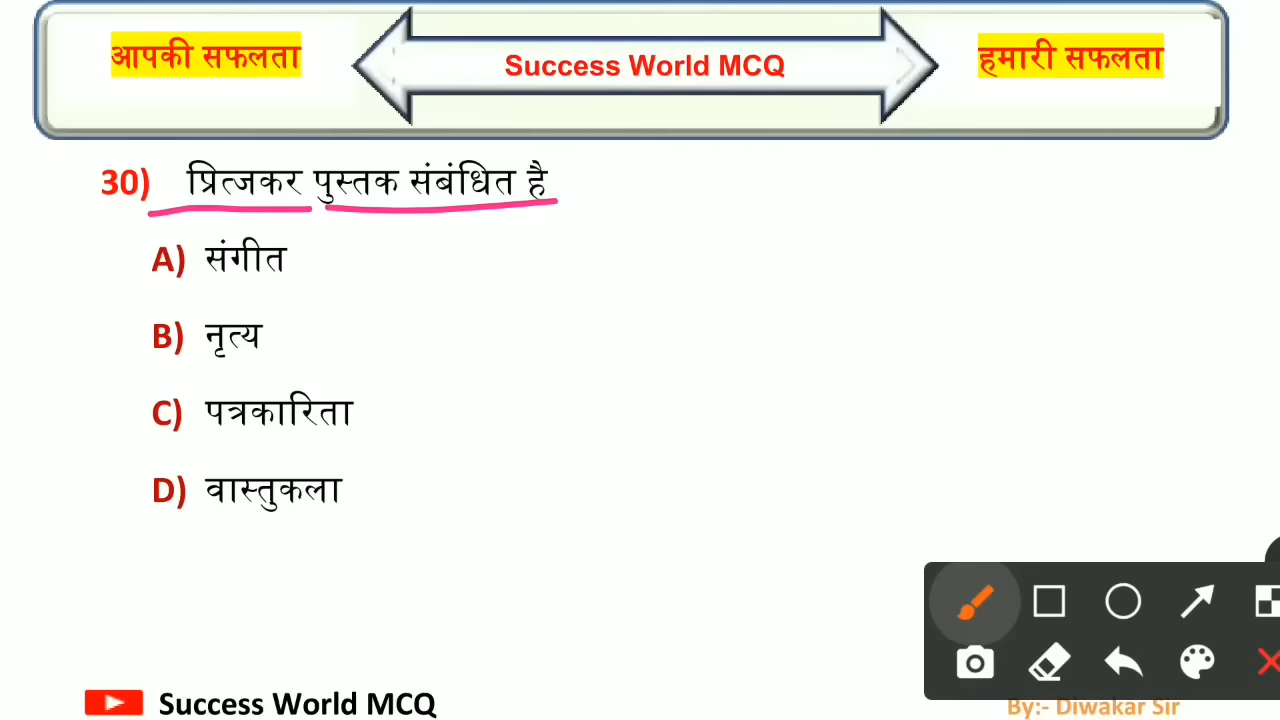 आपकी सफलता
Success World MCQ
हमारी सफलता
30) प्रित्जकर पुस्तक संबंधित है
A) संगीत
B) नृत्य
C) पत्रकारिता
D) वास्तुकला
Success World MCQ
By:- Diwakar Sir